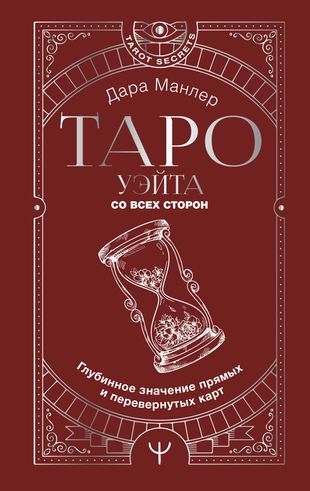 TAROT SECRETS
Дара Манлер
ТАРО
УЭЙТА
СО ВСЕХ СТОРОН
Глубинное значение прямых
и перевернутых карт